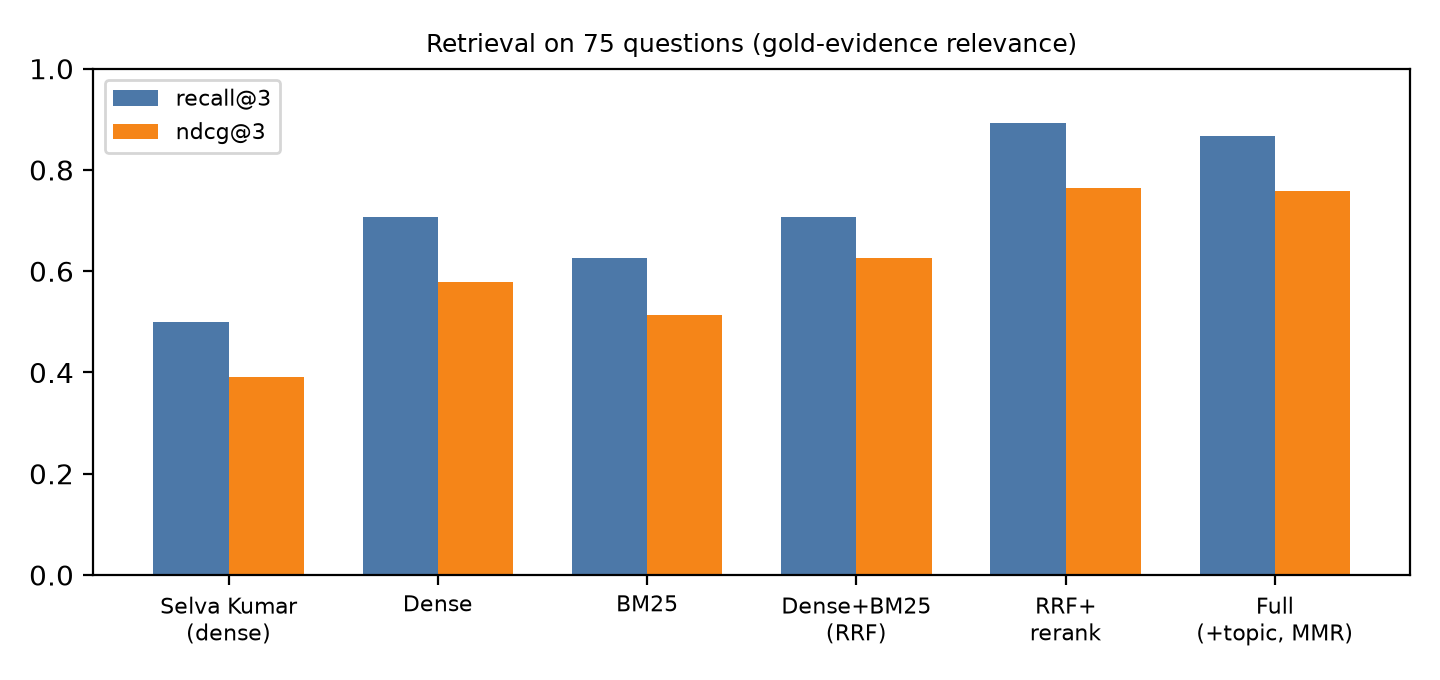 Retrieval on 75 questions (gold-evidence relevance)
1.0
0.8
0.6
0.4
0.2
0.0
recall@3
ndcg@3
Selva Kumar
(dense)
Dense
BM25
Dense+BM25
(RRF)
RRF+
rerank
Full
(+topic, MMR)